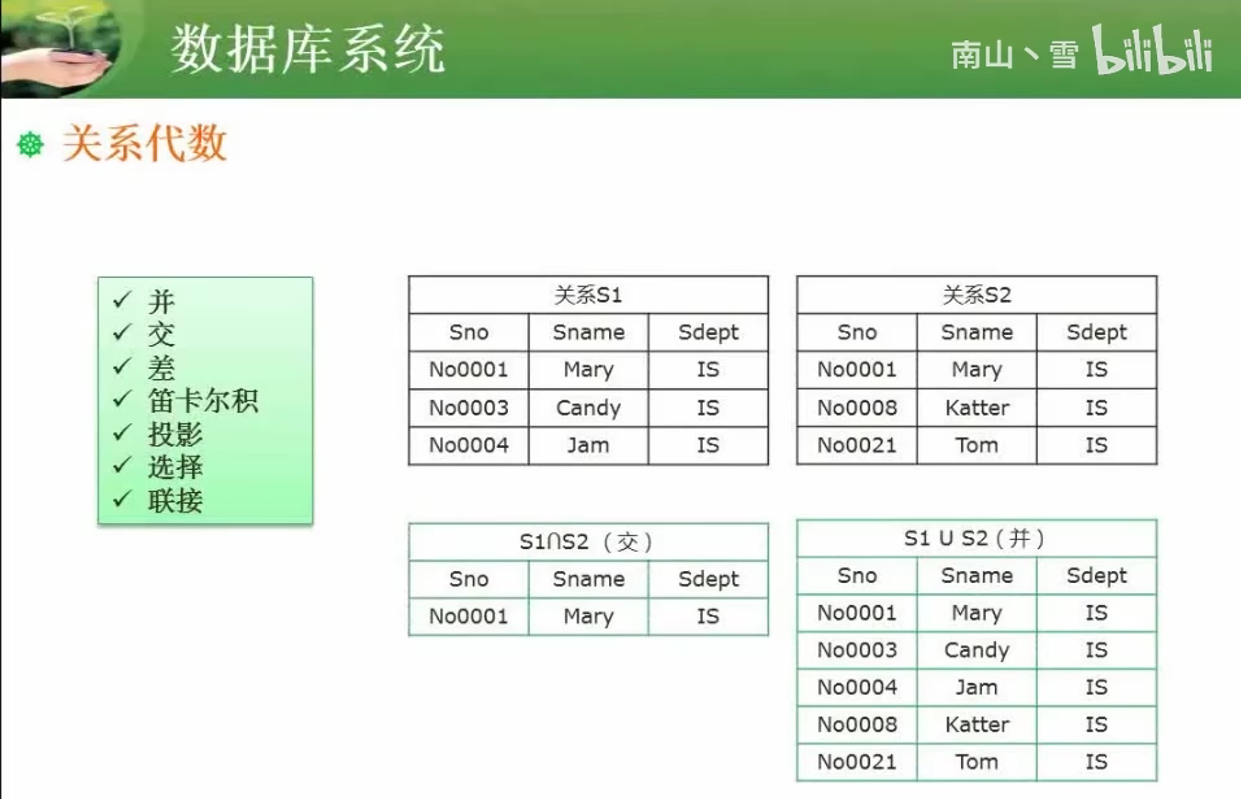 数据库系统
南山丶雪 bilibili
关系代数
✓ 并
✓ 交
✓ 差
✓ 笛卡尔积
✓ 投影
✓ 选择
✓ 联接
关系S1
Sno Sname Sdept
No0001 Mary IS
No0003 Candy IS
No0004 Jam IS
关系S2
Sno Sname Sdept
No0001 Mary IS
No0008 Katter IS
No0021 Tom IS
S1∩S2 （交）
Sno Sname Sdept
No0001 Mary IS
S1 U S2（并）
Sno Sname Sdept
No0001 Mary IS
No0003 Candy IS
No0004 Jam IS
No0008 Katter IS
No0021 Tom IS